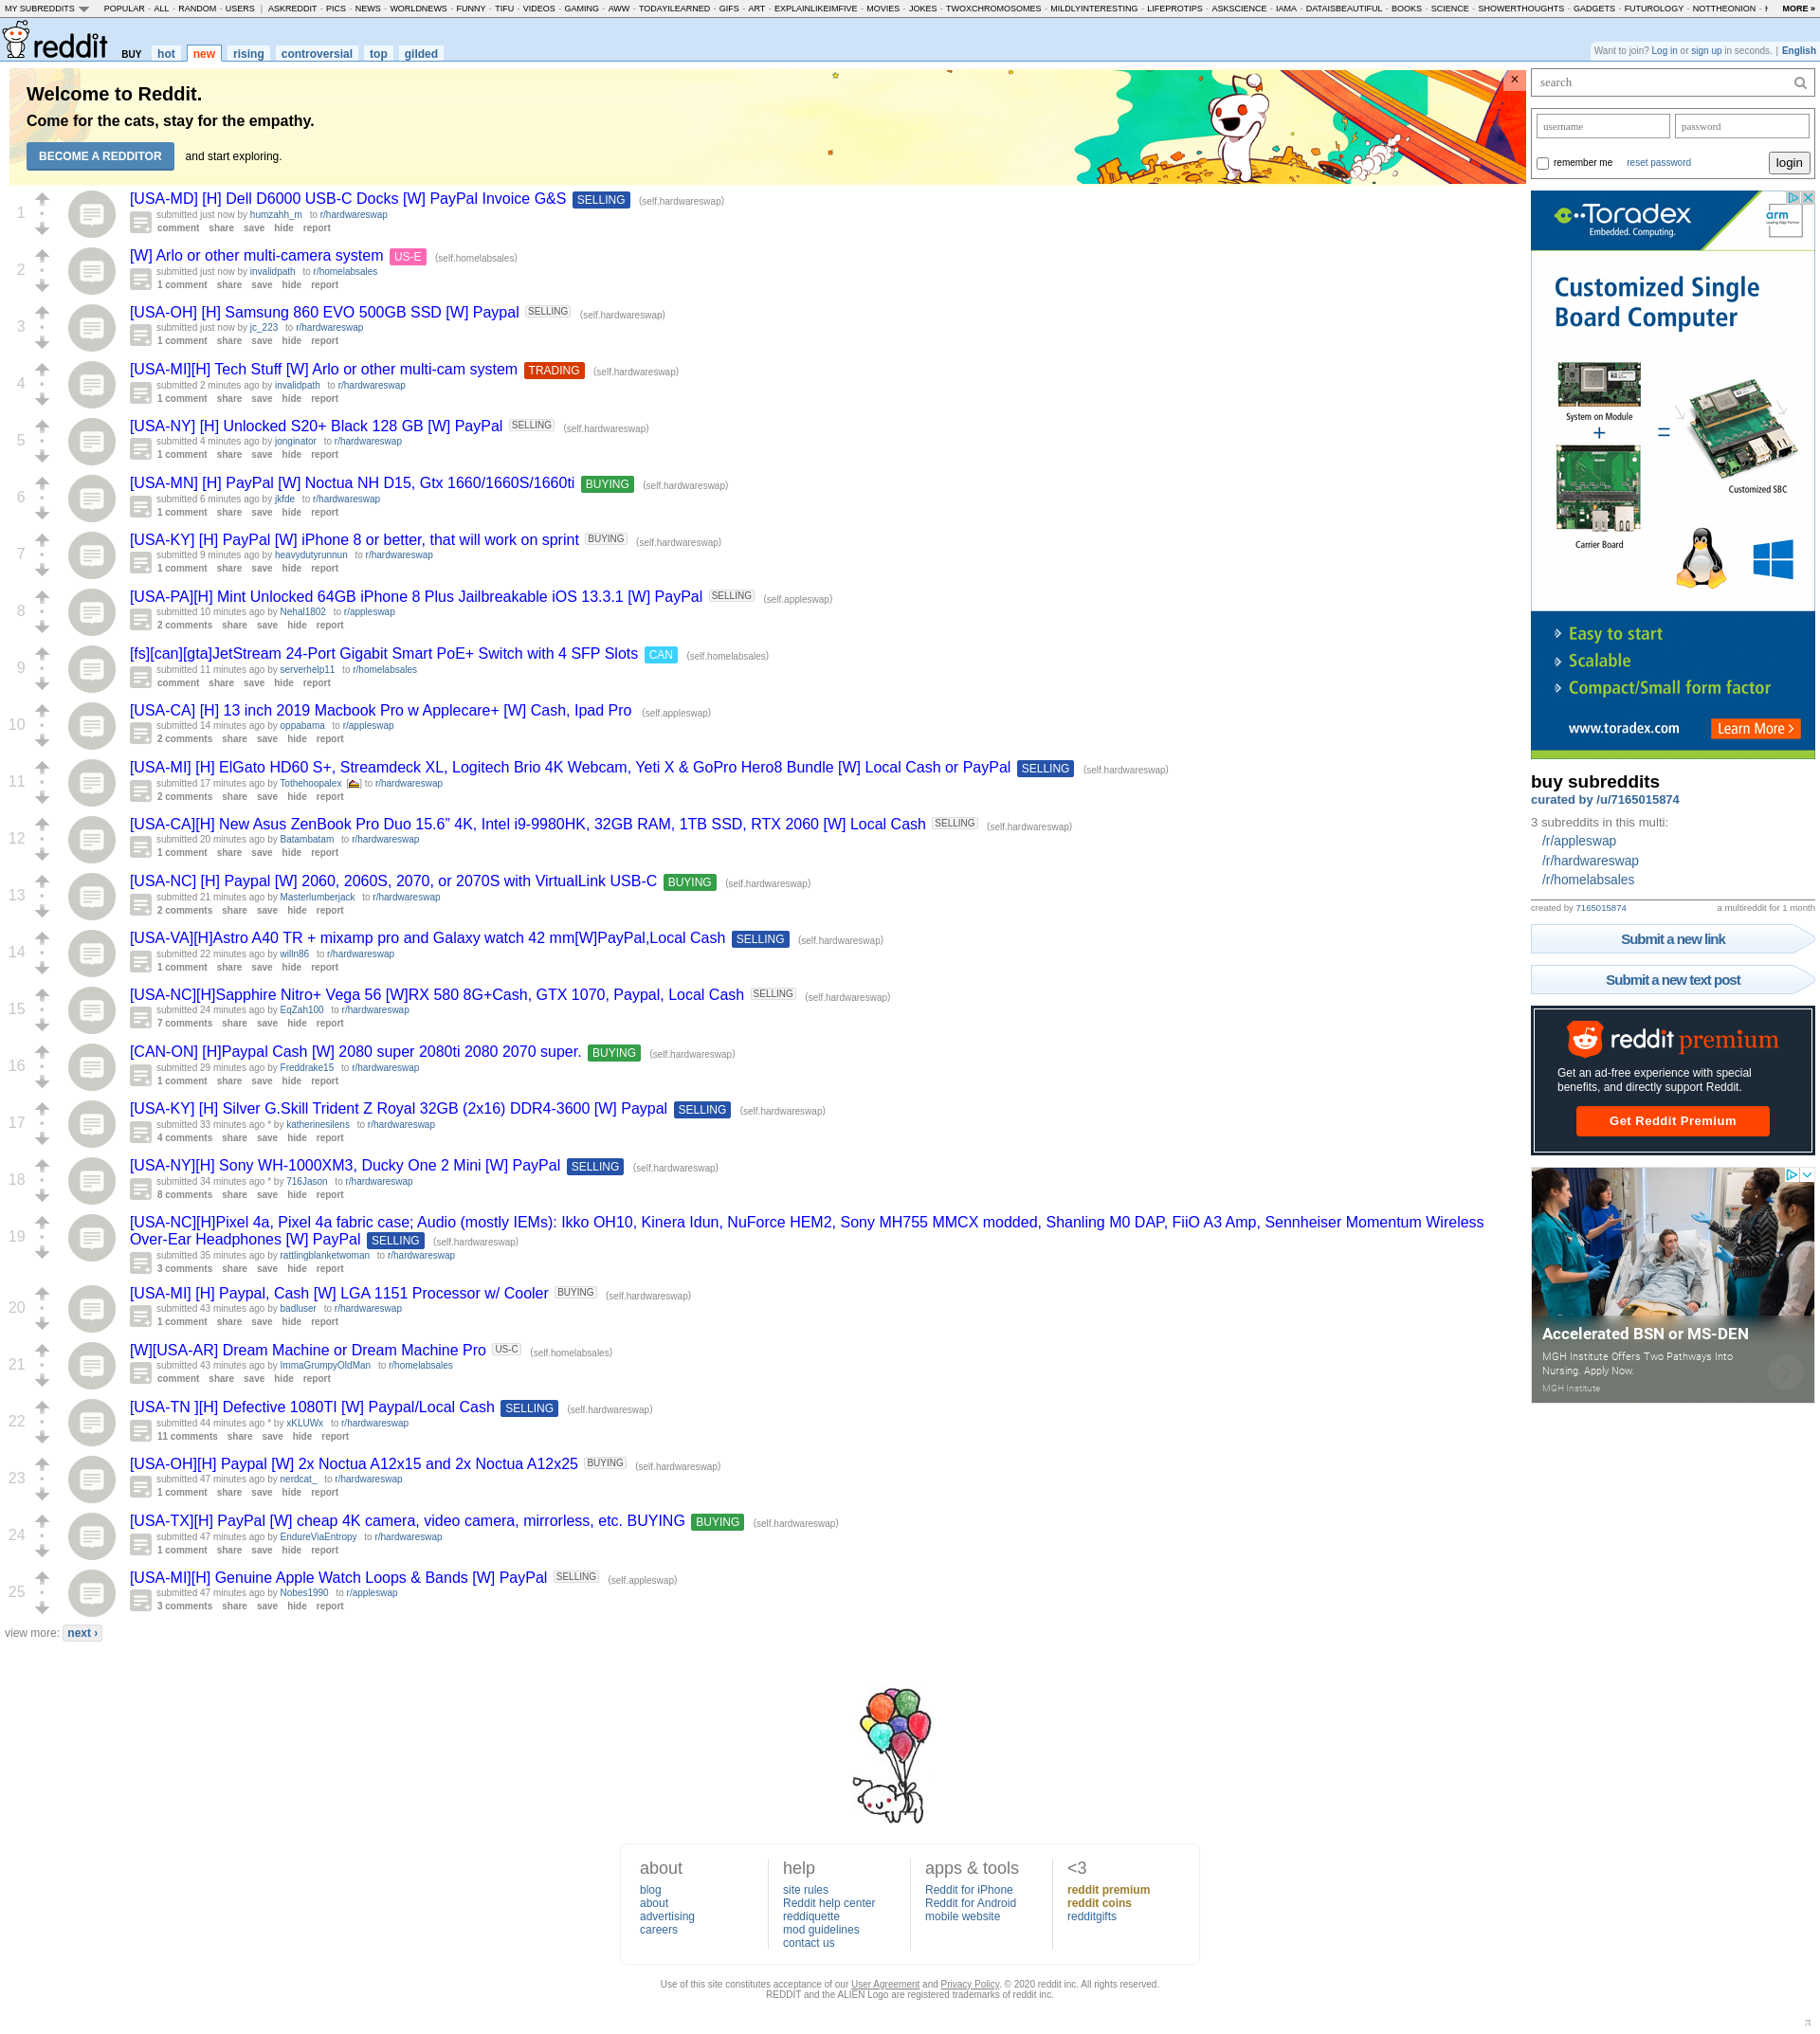 MY SUBREDDITS POPULAR - ALL - RANDOM - USERS | ASKREDDIT - PICS - NEWS - WORLDNEWS - FUNNY - TIFU - VIDEOS - GAMING - AWW - TODAYILEARNED - GIFS - ART - EXPLAINLIKEIMFIVE - MOVIES - JOKES - TWOXCHROMOSOMES - MILDLYINTERESTING - LIFEPROTIPS - ASKSCIENCE - IAMA - DATAISBEAUTIFUL - BOOKS - SCIENCE - SHOWERTHOUGHTS - GADGETS - FUTUROLOGY - NOTTHEONION - MORE »
reddit BUY hot new rising controversial top gilded
Want to join? Log in or sign up in seconds. | English
Welcome to Reddit.
Come for the cats, stay for the empathy.
BECOME A REDDITOR and start exploring.
×
1
[USA-MD] [H] Dell D6000 USB-C Docks [W] PayPal Invoice G&S SELLING (self.hardwareswap)
submitted just now by humzahh_m to r/hardwareswap
comment share save hide report
2
[W] Arlo or other multi-camera system US-E (self.homelabsales)
submitted just now by invalidpath to r/homelabsales
1 comment share save hide report
3
[USA-OH] [H] Samsung 860 EVO 500GB SSD [W] Paypal SELLING (self.hardwareswap)
submitted just now by jc_223 to r/hardwareswap
1 comment share save hide report
4
[USA-MI][H] Tech Stuff [W] Arlo or other multi-cam system TRADING (self.hardwareswap)
submitted 2 minutes ago by invalidpath to r/hardwareswap
1 comment share save hide report
5
[USA-NY] [H] Unlocked S20+ Black 128 GB [W] PayPal SELLING (self.hardwareswap)
submitted 4 minutes ago by jonginator to r/hardwareswap
1 comment share save hide report
6
[USA-MN] [H] PayPal [W] Noctua NH D15, Gtx 1660/1660S/1660ti BUYING (self.hardwareswap)
submitted 6 minutes ago by jkfde to r/hardwareswap
1 comment share save hide report
7
[USA-KY] [H] PayPal [W] iPhone 8 or better, that will work on sprint BUYING (self.hardwareswap)
submitted 9 minutes ago by heavydutyrunnun to r/hardwareswap
1 comment share save hide report
8
[USA-PA][H] Mint Unlocked 64GB iPhone 8 Plus Jailbreakable iOS 13.3.1 [W] PayPal SELLING (self.appleswap)
submitted 10 minutes ago by Nehal1802 to r/appleswap
2 comments share save hide report
9
[fs][can][gta]JetStream 24-Port Gigabit Smart PoE+ Switch with 4 SFP Slots CAN (self.homelabsales)
submitted 11 minutes ago by serverhelp11 to r/homelabsales
comment share save hide report
10
[USA-CA] [H] 13 inch 2019 Macbook Pro w Applecare+ [W] Cash, Ipad Pro (self.appleswap)
submitted 14 minutes ago by oppabama to r/appleswap
2 comments share save hide report
11
[USA-MI] [H] ElGato HD60 S+, Streamdeck XL, Logitech Brio 4K Webcam, Yeti X & GoPro Hero8 Bundle [W] Local Cash or PayPal SELLING (self.hardwareswap)
submitted 17 minutes ago by Tothehoopalex [ ] to r/hardwareswap
2 comments share save hide report
12
[USA-CA][H] New Asus ZenBook Pro Duo 15.6” 4K, Intel i9-9980HK, 32GB RAM, 1TB SSD, RTX 2060 [W] Local Cash SELLING (self.hardwareswap)
submitted 20 minutes ago by Batambatam to r/hardwareswap
1 comment share save hide report
13
[USA-NC] [H] Paypal [W] 2060, 2060S, 2070, or 2070S with VirtualLink USB-C BUYING (self.hardwareswap)
submitted 21 minutes ago by Masterlumberjack to r/hardwareswap
2 comments share save hide report
14
[USA-VA][H]Astro A40 TR + mixamp pro and Galaxy watch 42 mm[W]PayPal,Local Cash SELLING (self.hardwareswap)
submitted 22 minutes ago by willn86 to r/hardwareswap
1 comment share save hide report
15
[USA-NC][H]Sapphire Nitro+ Vega 56 [W]RX 580 8G+Cash, GTX 1070, Paypal, Local Cash SELLING (self.hardwareswap)
submitted 24 minutes ago by EqZah100 to r/hardwareswap
7 comments share save hide report
16
[CAN-ON] [H]Paypal Cash [W] 2080 super 2080ti 2080 2070 super. BUYING (self.hardwareswap)
submitted 29 minutes ago by Freddrake15 to r/hardwareswap
1 comment share save hide report
17
[USA-KY] [H] Silver G.Skill Trident Z Royal 32GB (2x16) DDR4-3600 [W] Paypal SELLING (self.hardwareswap)
submitted 33 minutes ago * by katherinesilens to r/hardwareswap
4 comments share save hide report
18
[USA-NY][H] Sony WH-1000XM3, Ducky One 2 Mini [W] PayPal SELLING (self.hardwareswap)
submitted 34 minutes ago * by 716Jason to r/hardwareswap
8 comments share save hide report
19
[USA-NC][H]Pixel 4a, Pixel 4a fabric case; Audio (mostly IEMs): Ikko OH10, Kinera Idun, NuForce HEM2, Sony MH755 MMCX modded, Shanling M0 DAP, FiiO A3 Amp, Sennheiser Momentum Wireless
Over-Ear Headphones [W] PayPal SELLING (self.hardwareswap)
submitted 35 minutes ago by rattlingblanketwoman to r/hardwareswap
3 comments share save hide report
20
[USA-MI] [H] Paypal, Cash [W] LGA 1151 Processor w/ Cooler BUYING (self.hardwareswap)
submitted 43 minutes ago by badluser to r/hardwareswap
1 comment share save hide report
21
[W][USA-AR] Dream Machine or Dream Machine Pro US-C (self.homelabsales)
submitted 43 minutes ago by ImmaGrumpyOldMan to r/homelabsales
comment share save hide report
22
[USA-TN ][H] Defective 1080TI [W] Paypal/Local Cash SELLING (self.hardwareswap)
submitted 44 minutes ago * by xKLUWx to r/hardwareswap
11 comments share save hide report
23
[USA-OH][H] Paypal [W] 2x Noctua A12x15 and 2x Noctua A12x25 BUYING (self.hardwareswap)
submitted 47 minutes ago by nerdcat_ to r/hardwareswap
1 comment share save hide report
24
[USA-TX][H] PayPal [W] cheap 4K camera, video camera, mirrorless, etc. BUYING BUYING (self.hardwareswap)
submitted 47 minutes ago by EndureViaEntropy to r/hardwareswap
1 comment share save hide report
25
[USA-MI][H] Genuine Apple Watch Loops & Bands [W] PayPal SELLING (self.appleswap)
submitted 47 minutes ago by Nobes1990 to r/appleswap
3 comments share save hide report
view more: next ›
search
username password
remember me reset password login
Toradex
Embedded. Computing.
arm
Customized Single
Board Computer
System on Module
+
=
Customized SBC
Carrier Board
Easy to start
Scalable
Compact/Small form factor
www.toradex.com Learn More >
buy subreddits
curated by /u/7165015874
3 subreddits in this multi:
/r/appleswap
/r/hardwareswap
/r/homelabsales
created by 7165015874 a multireddit for 1 month
Submit a new link
Submit a new text post
reddit premium
Get an ad-free experience with special
benefits, and directly support Reddit.
Get Reddit Premium
Accelerated BSN or MS-DEN
MGH Institute Offers Two Pathways Into
Nursing. Apply Now.
MGH Institute
about
blog
about
advertising
careers
help
site rules
Reddit help center
reddiquette
mod guidelines
contact us
apps & tools
Reddit for iPhone
Reddit for Android
mobile website
<3
reddit premium
reddit coins
redditgifts
Use of this site constitutes acceptance of our User Agreement and Privacy Policy. © 2020 reddit inc. All rights reserved.
REDDIT and the ALIEN Logo are registered trademarks of reddit inc.
π